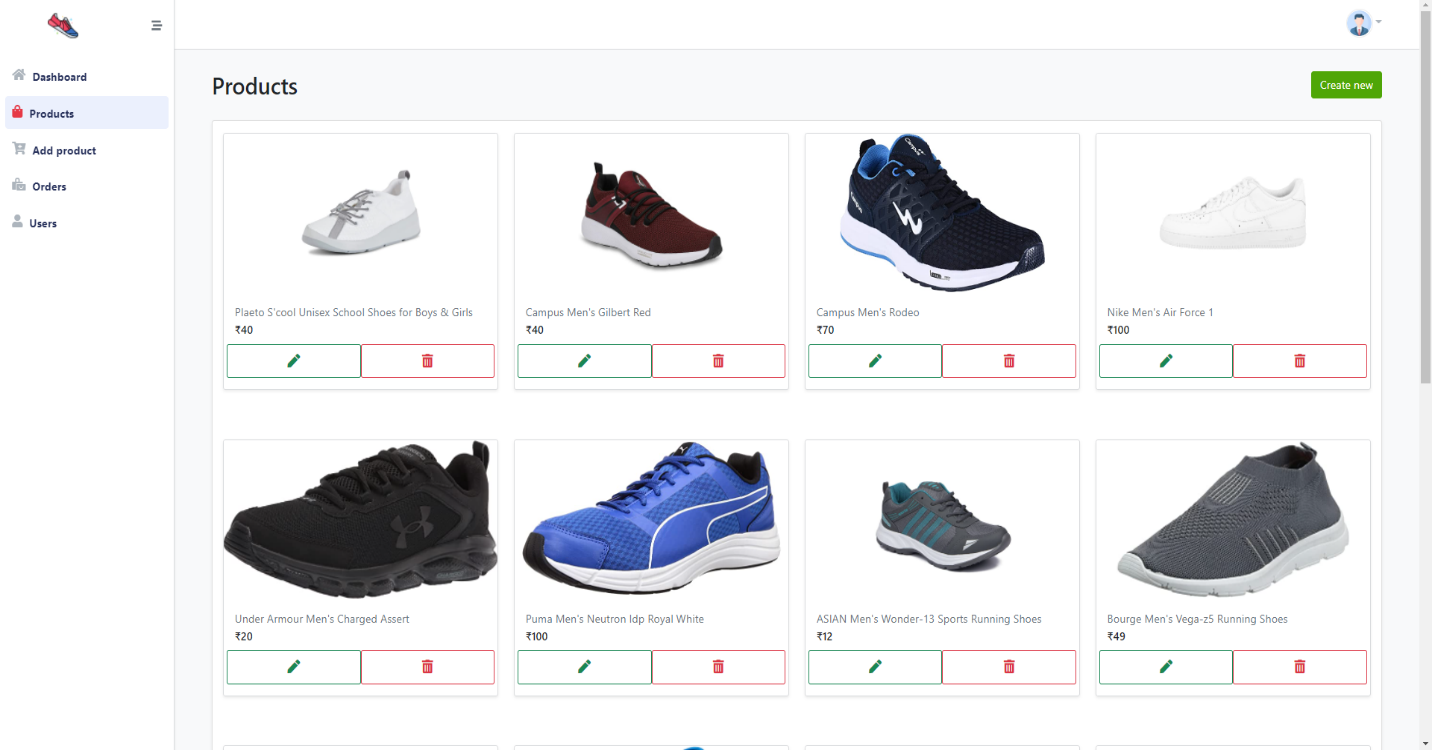 Dashboard
Products
Add product
Orders
Users
Products
Create new
Plaeto S'cool Unisex School Shoes for Boys & Girls
₹40
Campus Men's Gilbert Red
₹40
Campus Men's Rodeo
₹70
Nike Men's Air Force 1
₹100
Under Armour Men's Charged Assert
₹20
Puma Men's Neutron Idp Royal White
₹100
ASIAN Men's Wonder-13 Sports Running Shoes
₹12
Bourge Men's Vega-z5 Running Shoes
₹49